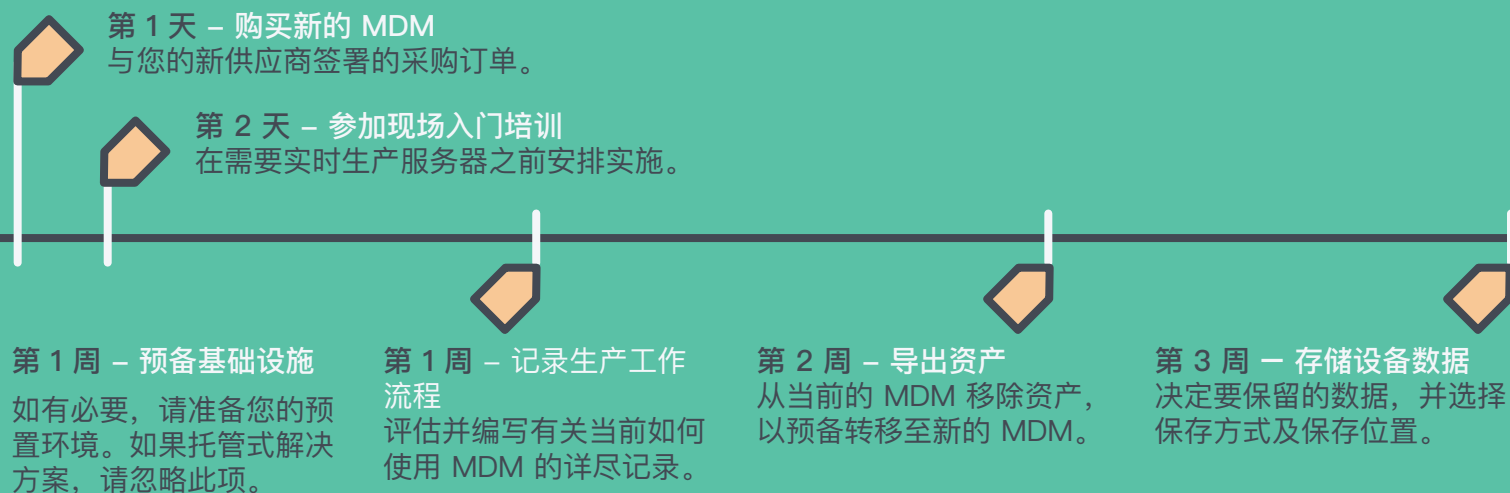 第 1 天 – 购买新的 MDM
与您的新供应商签署的采购订单。
第 2 天 – 参加现场入门培训
在需要实时生产服务器之前安排实施。
第 1 周 – 预备基础设施
如有必要，请准备您的预
置环境。如果托管式解决
方案，请忽略此项。
第 1 周 – 记录生产工作
流程
评估并编写有关当前如何
使用 MDM 的详尽记录。
第 2 周 – 导出资产
从当前的 MDM 移除资产，
以预备转移至新的 MDM。
第 3 周 – 存储设备数据
决定要保留的数据，并选择
保存方式及保存位置。